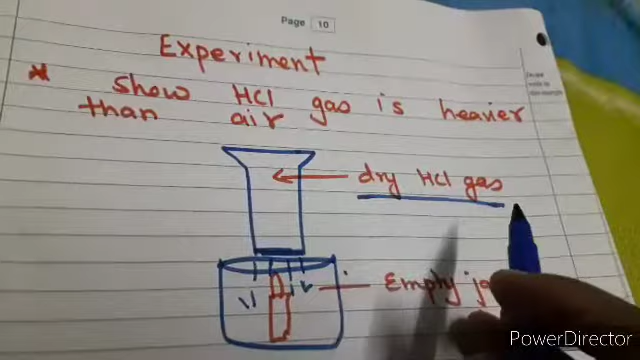 Page 10
Experiment
* Show HCl gas is heavier
than air
dry HCl gas
Empty
PowerDirector